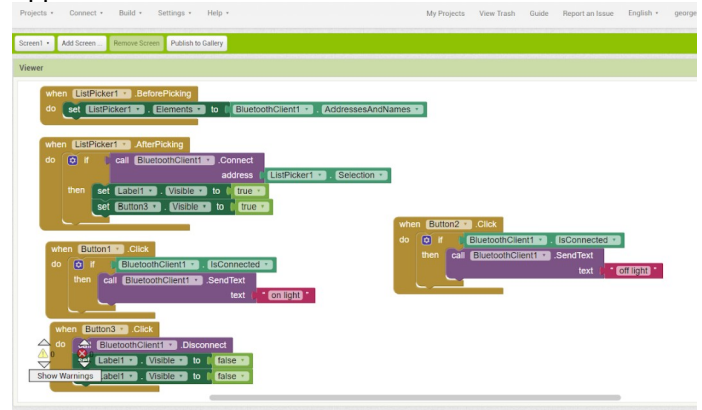 Projects Connect Build Settings Help My Projects View Trash Guide Report an Issue English george
Screen1 Add Screen ... Remove Screen Publish to Gallery
Viewer
when ListPicker1 .BeforePicking
do set ListPicker1 . Elements to BluetoothClient1 . AddressesAndNames
when ListPicker1 .AfterPicking
do if call BluetoothClient1 .Connect
address ListPicker1 . Selection
then set Label1 . Visible to true
set Button3 . Visible to true
when Button1 .Click
do if BluetoothClient1 . IsConnected
then call BluetoothClient1 .SendText
text " on light "
when Button2 .Click
do if BluetoothClient1 . IsConnected
then call BluetoothClient1 .SendText
text " off light "
when Button3 .Click
do BluetoothClient1 .Disconnect
Label1 . Visible to false
abel1 . Visible to false
0
Show Warnings